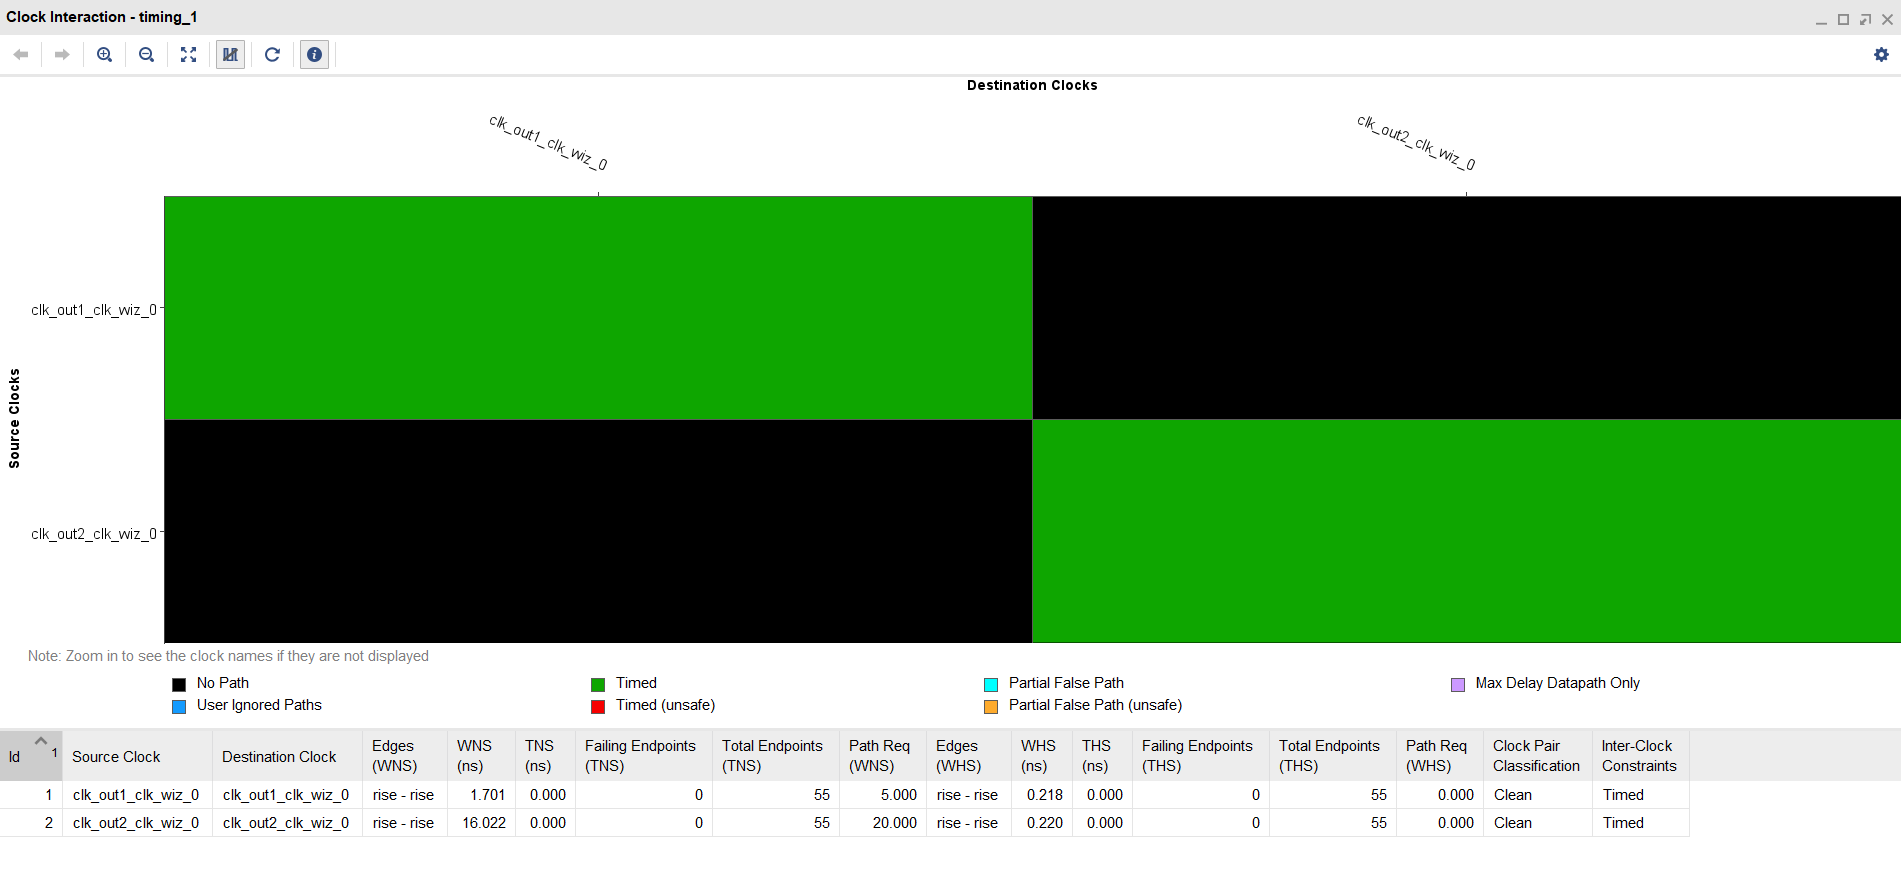 Clock Interaction - timing_1
Destination Clocks
clk_out1_clk_wiz_0
clk_out2_clk_wiz_0
Source Clocks
clk_out1_clk_wiz_0
clk_out2_clk_wiz_0
Note: Zoom in to see the clock names if they are not displayed
No Path
Timed
Partial False Path
Max Delay Datapath Only
User Ignored Paths
Timed (unsafe)
Partial False Path (unsafe)
Id 1 Source Clock Destination Clock Edges (WNS) WNS (ns) TNS (ns) Failing Endpoints (TNS) Total Endpoints (TNS) Path Req (WNS) Edges (WHS) WHS (ns) THS (ns) Failing Endpoints (THS) Total Endpoints (THS) Path Req (WHS) Clock Pair Classification Inter-Clock Constraints
1 clk_out1_clk_wiz_0 clk_out1_clk_wiz_0 rise - rise 1.701 0.000 0 55 5.000 rise - rise 0.218 0.000 0 55 0.000 Clean Timed
2 clk_out2_clk_wiz_0 clk_out2_clk_wiz_0 rise - rise 16.022 0.000 0 55 20.000 rise - rise 0.220 0.000 0 55 0.000 Clean Timed